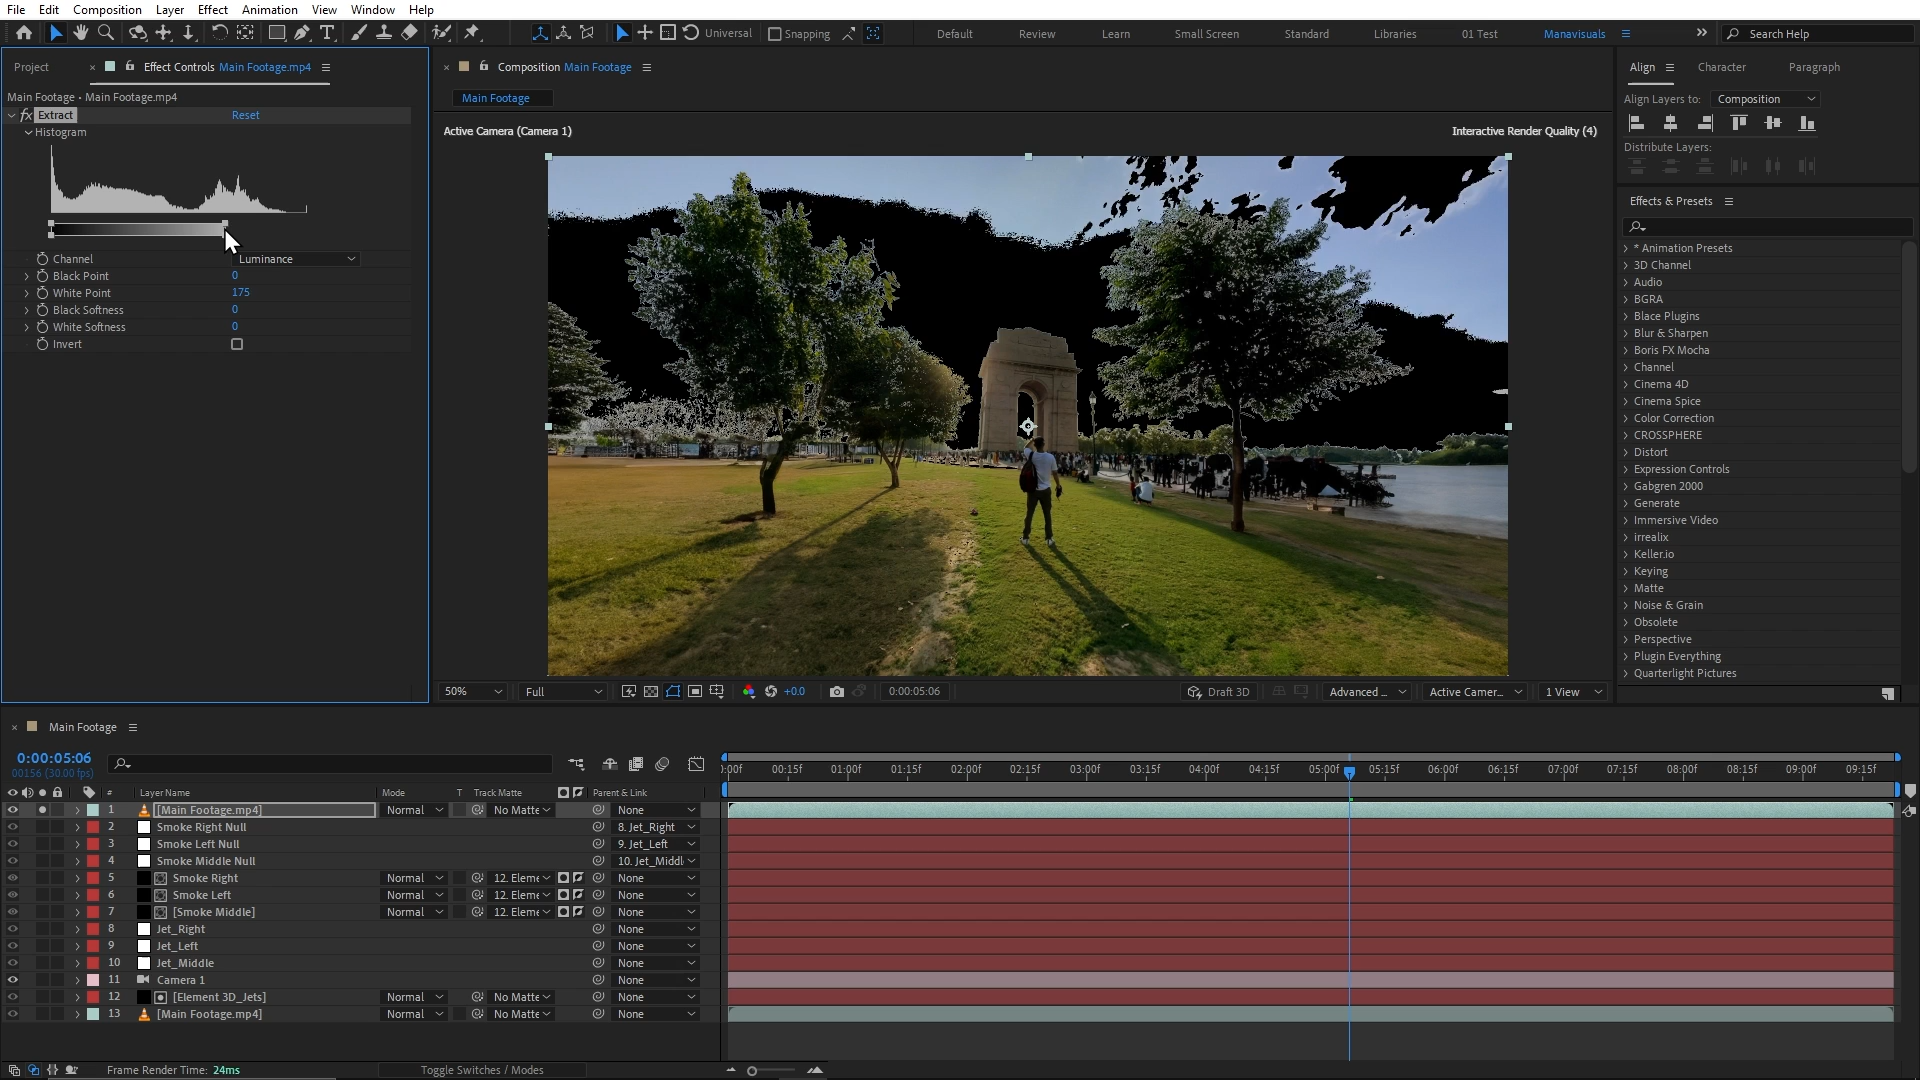 File Edit Composition Layer Effect Animation View Window Help
Universal Snapping Default Review Learn Small Screen Standard Libraries 01 Test Manavisuals Search Help
Project Effect Controls Main Footage.mp4
Main Footage • Main Footage.mp4
fx Extract Reset
Histogram
Channel Luminance
Black Point 0
White Point 175
Black Softness 0
White Softness 0
Invert
Composition Main Footage
Main Footage
Active Camera (Camera 1) Interactive Render Quality (4)
50% Full +0.0 0:00:05:06 Draft 3D Advanced ... Active Camer... 1 View
Align Character Paragraph
Align Layers to: Composition
Distribute Layers:
Effects & Presets
* Animation Presets
3D Channel
Audio
BGRA
Blace Plugins
Blur & Sharpen
Boris FX Mocha
Channel
Cinema 4D
Cinema Spice
Color Correction
CROSSPHERE
Distort
Expression Controls
Gabgren 2000
Generate
Immersive Video
irrealix
Keller.io
Keying
Matte
Noise & Grain
Obsolete
Perspective
Plugin Everything
Quarterlight Pictures
Main Footage
0:00:05:06
00156 (30.00 fps)
:00f 00:15f 01:00f 01:15f 02:00f 02:15f 03:00f 03:15f 04:00f 04:15f 05:00f 05:15f 06:00f 06:15f 07:00f 07:15f 08:00f 08:15f 09:00f 09:15f
# Layer Name Mode T Track Matte Parent & Link
1 [Main Footage.mp4] Normal No Matte None
2 Smoke Right Null 8. Jet_Right
3 Smoke Left Null 9. Jet_Left
4 Smoke Middle Null 10. Jet_Middl
5 Smoke Right Normal 12. Eleme None
6 Smoke Left Normal 12. Eleme None
7 [Smoke Middle] Normal 12. Eleme None
8 Jet_Right None
9 Jet_Left None
10 Jet_Middle None
11 Camera 1 None
12 [Element 3D_Jets] Normal No Matte None
13 [Main Footage.mp4] Normal No Matte None
Frame Render Time: 24ms Toggle Switches / Modes